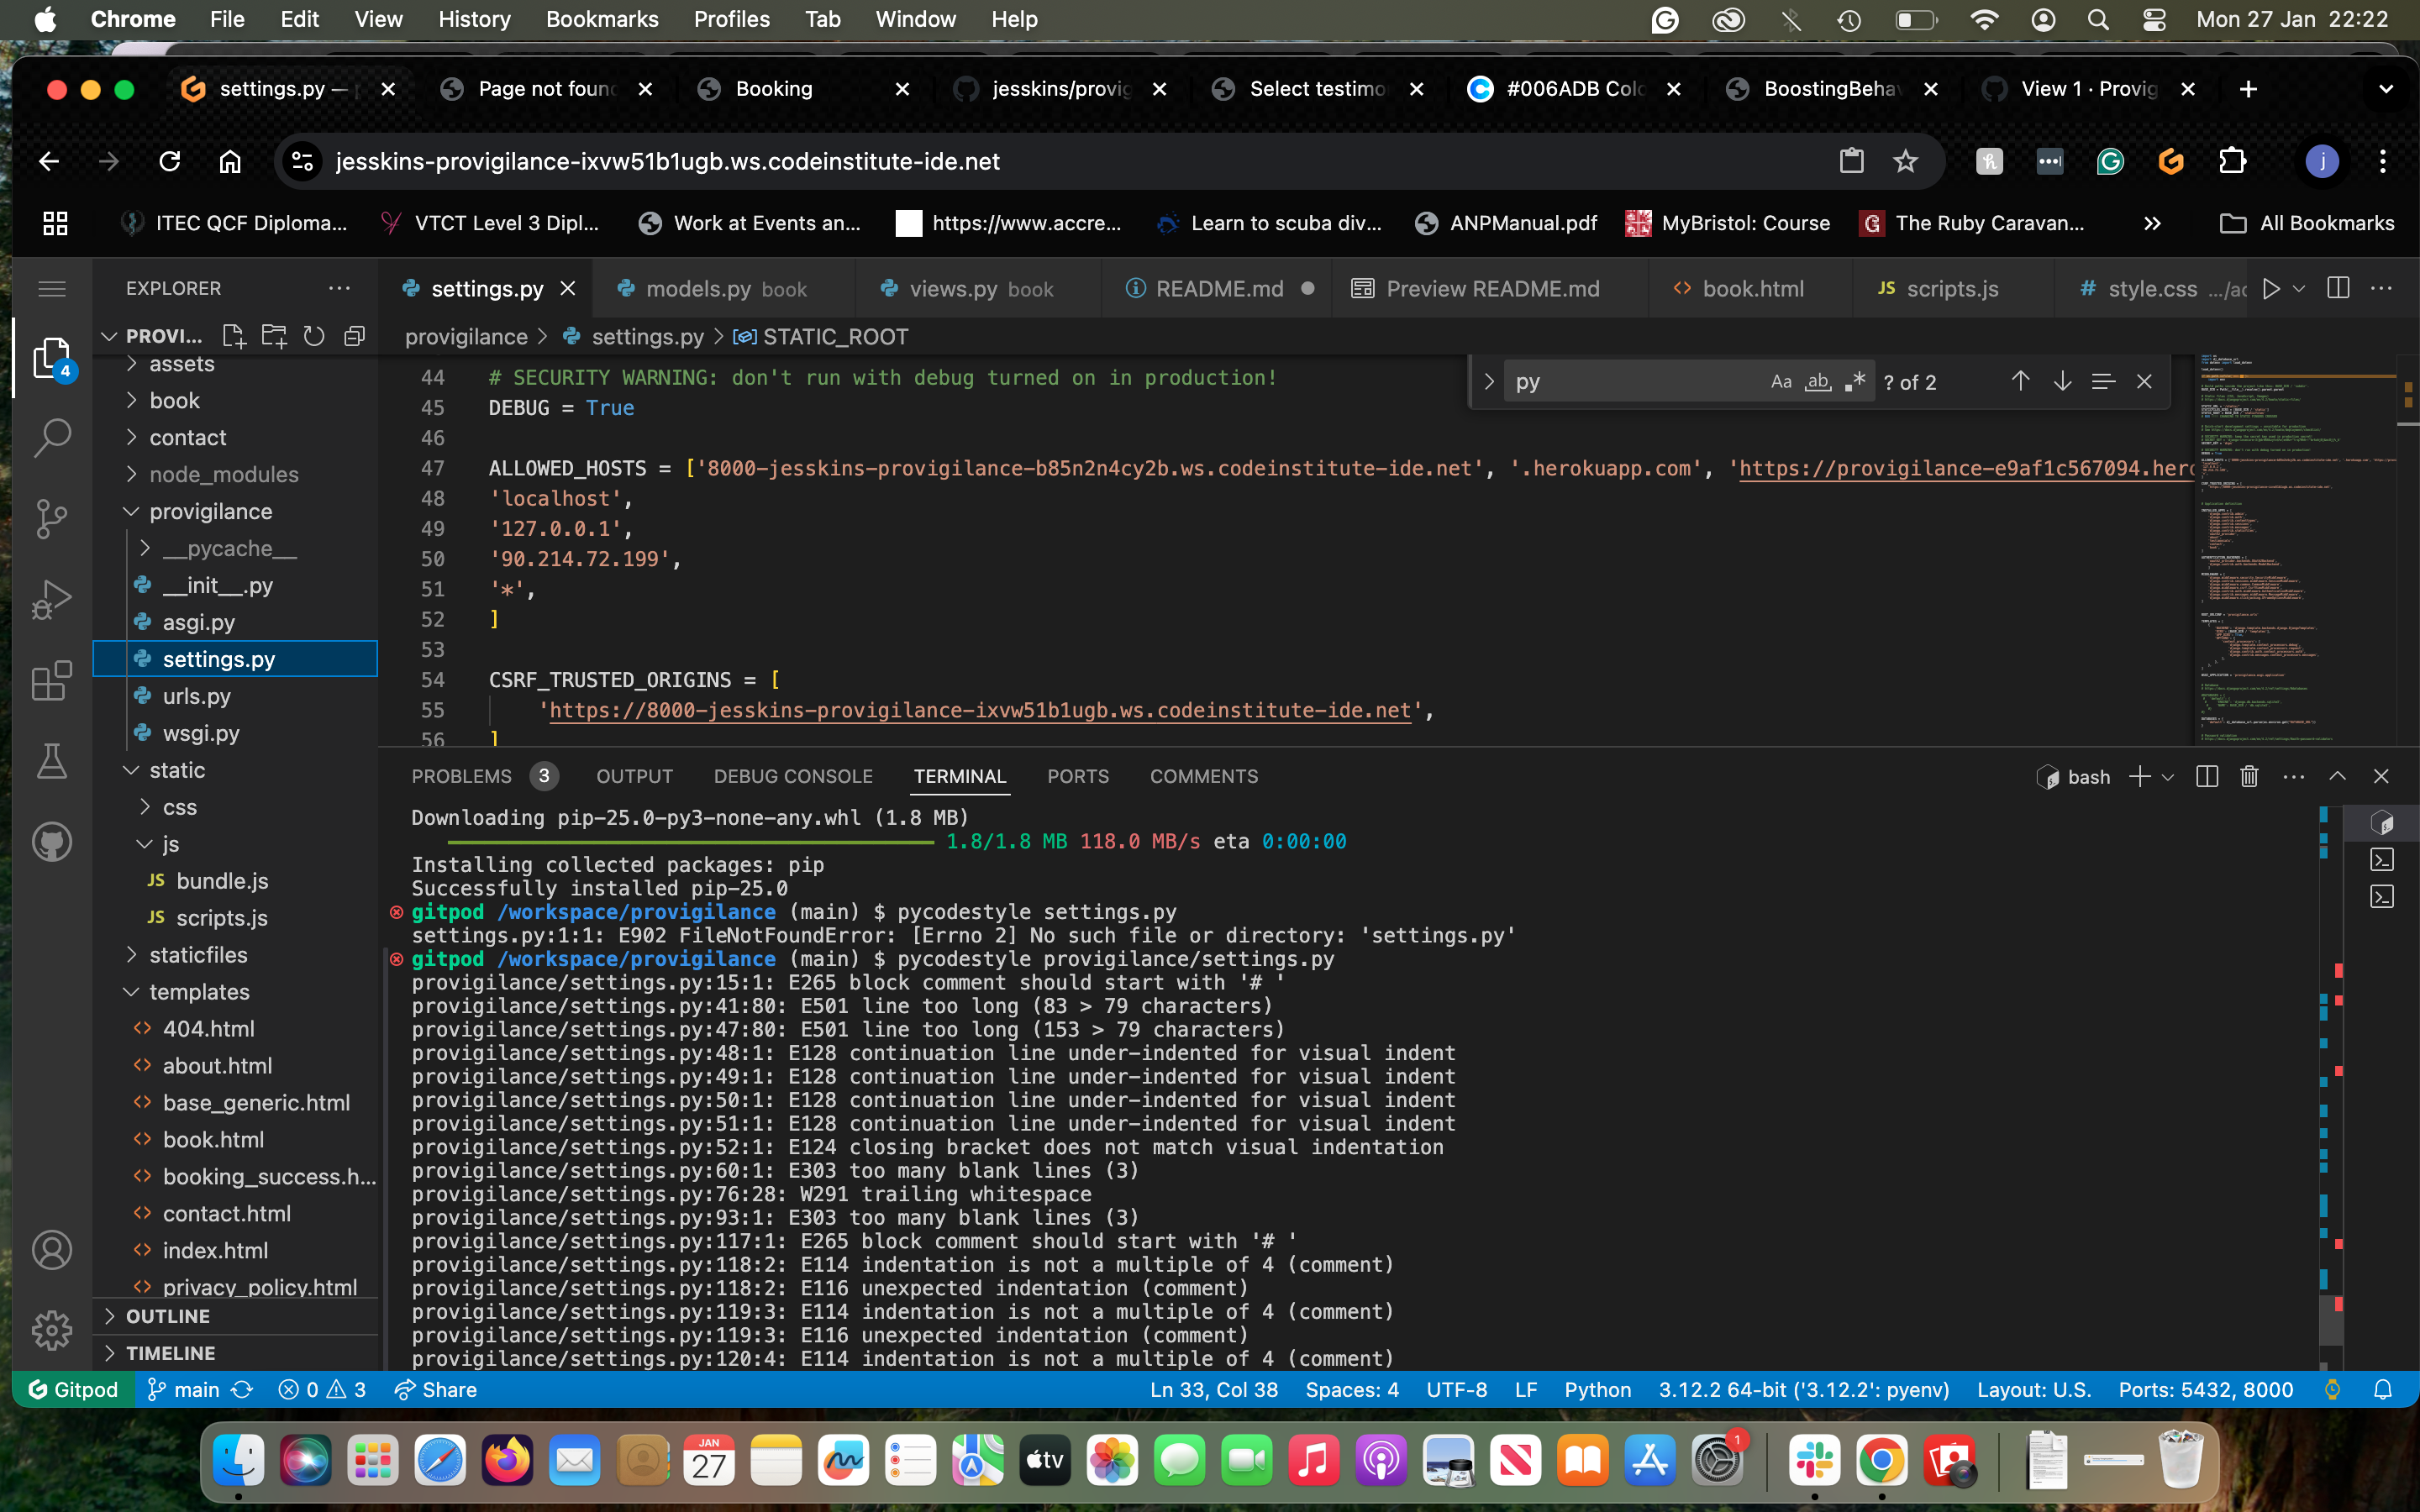 Chrome File Edit View History Bookmarks Profiles Tab Window Help Mon 27 Jan 22:22
settings.py — Page not foun Booking jesskins/provig Select testimo #006ADB Colo BoostingBeha View 1 · Provig
jesskins-provigilance-ixvw51b1ugb.ws.codeinstitute-ide.net
ITEC QCF Diploma... VTCT Level 3 Dipl... Work at Events an... https://www.accre... Learn to scuba div... ANPManual.pdf MyBristol: Course The Ruby Caravan... » All Bookmarks
EXPLORER ...
settings.py models.py book views.py book README.md Preview README.md book.html JS scripts.js # style.css .../ac
PROVI...
provigilance > settings.py > STATIC_ROOT
assets
book
contact
node_modules
provigilance
__pycache__
__init__.py
asgi.py
settings.py
urls.py
wsgi.py
static
css
js
JS bundle.js
JS scripts.js
staticfiles
templates
404.html
about.html
base_generic.html
book.html
booking_success.h...
contact.html
index.html
privacy_policy.html
OUTLINE
TIMELINE
py Aa ab .* ? of 2
44 # SECURITY WARNING: don't run with debug turned on in production!
45 DEBUG = True
46
47 ALLOWED_HOSTS = ['8000-jesskins-provigilance-b85n2n4cy2b.ws.codeinstitute-ide.net', '.herokuapp.com', 'https://provigilance-e9af1c567094.hero
48 'localhost',
49 '127.0.0.1',
50 '90.214.72.199',
51 '*',
52 ]
53
54 CSRF_TRUSTED_ORIGINS = [
55 'https://8000-jesskins-provigilance-ixvw51b1ugb.ws.codeinstitute-ide.net',
56 ]
PROBLEMS 3 OUTPUT DEBUG CONSOLE TERMINAL PORTS COMMENTS bash
Downloading pip-25.0-py3-none-any.whl (1.8 MB)
1.8/1.8 MB 118.0 MB/s eta 0:00:00
Installing collected packages: pip
Successfully installed pip-25.0
gitpod /workspace/provigilance (main) $ pycodestyle settings.py
settings.py:1:1: E902 FileNotFoundError: [Errno 2] No such file or directory: 'settings.py'
gitpod /workspace/provigilance (main) $ pycodestyle provigilance/settings.py
provigilance/settings.py:15:1: E265 block comment should start with '# '
provigilance/settings.py:41:80: E501 line too long (83 > 79 characters)
provigilance/settings.py:47:80: E501 line too long (153 > 79 characters)
provigilance/settings.py:48:1: E128 continuation line under-indented for visual indent
provigilance/settings.py:49:1: E128 continuation line under-indented for visual indent
provigilance/settings.py:50:1: E128 continuation line under-indented for visual indent
provigilance/settings.py:51:1: E128 continuation line under-indented for visual indent
provigilance/settings.py:52:1: E124 closing bracket does not match visual indentation
provigilance/settings.py:60:1: E303 too many blank lines (3)
provigilance/settings.py:76:28: W291 trailing whitespace
provigilance/settings.py:93:1: E303 too many blank lines (3)
provigilance/settings.py:117:1: E265 block comment should start with '# '
provigilance/settings.py:118:2: E114 indentation is not a multiple of 4 (comment)
provigilance/settings.py:118:2: E116 unexpected indentation (comment)
provigilance/settings.py:119:3: E114 indentation is not a multiple of 4 (comment)
provigilance/settings.py:119:3: E116 unexpected indentation (comment)
provigilance/settings.py:120:4: E114 indentation is not a multiple of 4 (comment)
Gitpod main 0 3 Share Ln 33, Col 38 Spaces: 4 UTF-8 LF Python 3.12.2 64-bit ('3.12.2': pyenv) Layout: U.S. Ports: 5432, 8000
JAN 27 tv 1